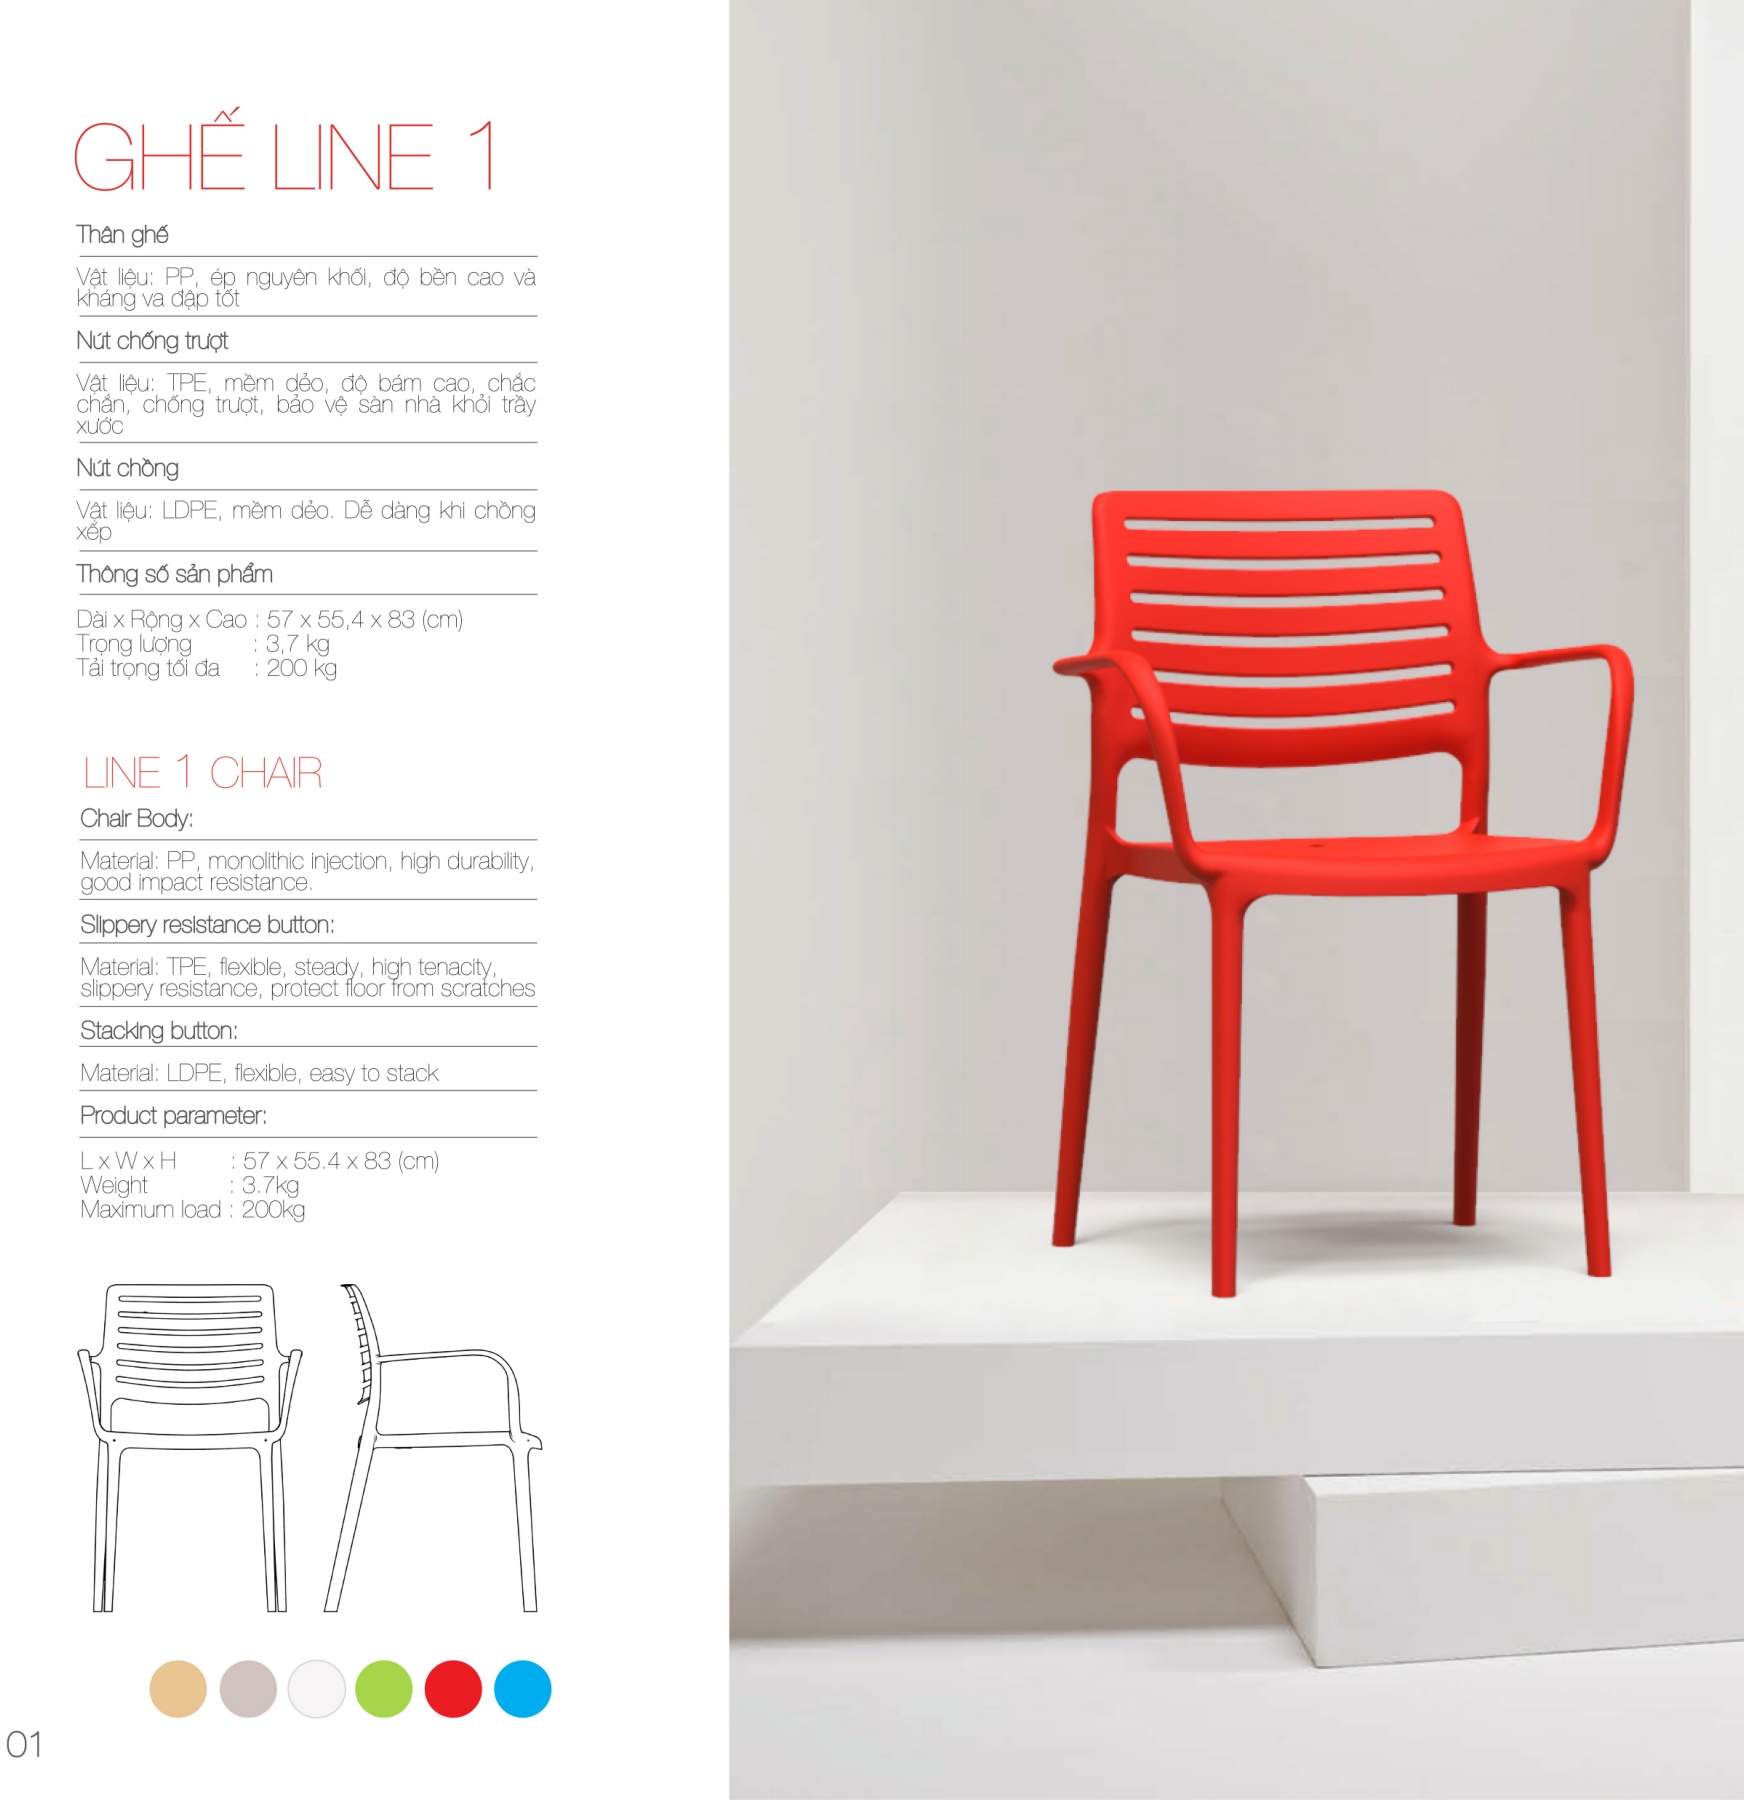 GHẾ LINE 1
Thân ghế
Vật liệu: PP, ép nguyên khối, độ bền cao và
kháng va đập tốt
Nút chống trượt
Vật liệu: TPE, mềm dẻo, độ bám cao, chắc
chắn, chống trượt, bảo vệ sàn nhà khỏi trầy
xước
Nút chồng
Vật liệu: LDPE, mềm dẻo. Dễ dàng khi chồng
xếp
Thông số sản phẩm
Dài x Rộng x Cao : 57 x 55,4 x 83 (cm)
Trọng lượng : 3,7 kg
Tải trọng tối đa : 200 kg
LINE 1 CHAIR
Chair Body:
Material: PP, monolithic injection, high durability,
good impact resistance.
Slippery resistance button:
Material: TPE, flexible, steady, high tenacity,
slippery resistance, protect floor from scratches
Stacking button:
Material: LDPE, flexible, easy to stack
Product parameter:
L x W x H : 57 x 55.4 x 83 (cm)
Weight : 3.7kg
Maximum load : 200kg
01